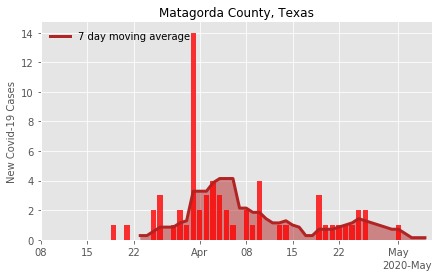 Matagorda County, Texas
7 day moving average
New Covid-19 Cases
14
12
10
8
6
4
2
0
08 15 22 Apr 08 15 22 May
2020-May